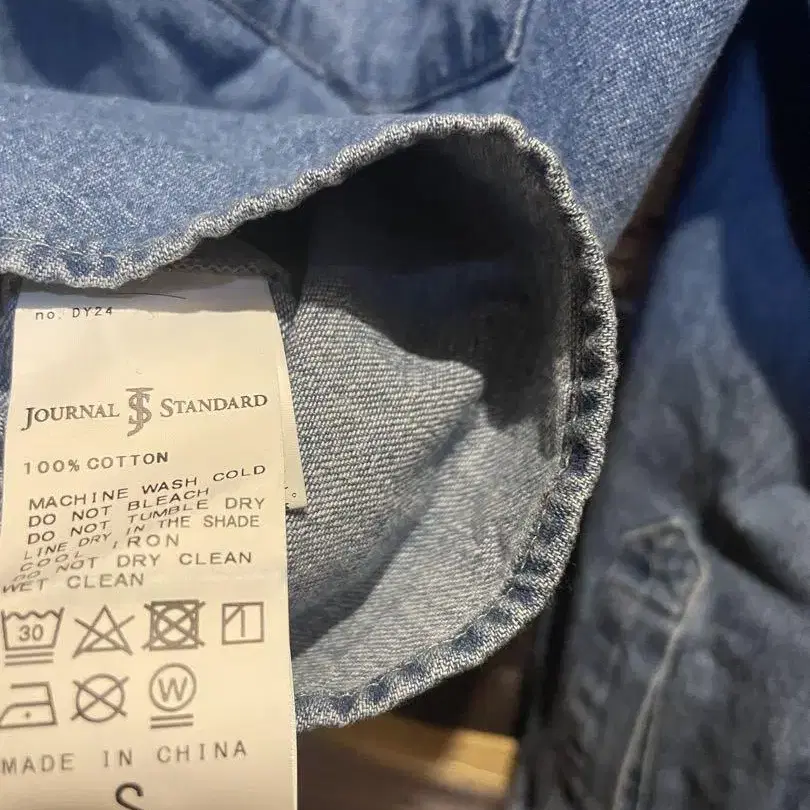 no. DY24
JOURNAL JS STANDARD
100% COTTON
MACHINE WASH COLD
DO NOT BLEACH
DO NOT TUMBLE DRY
LINE DRY IN THE SHADE
COOL IRON
DO NOT DRY CLEAN
WET CLEAN
30
W
MADE IN CHINA
S